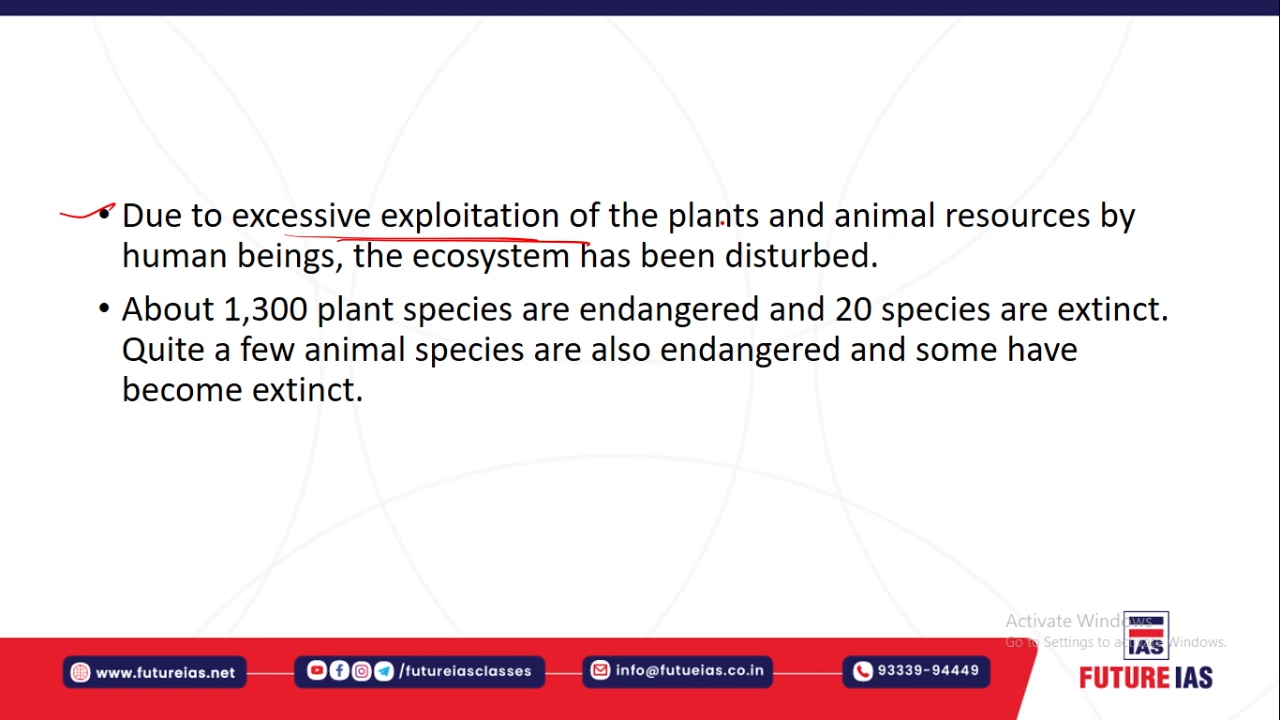 • Due to excessive exploitation of the plants and animal resources by
human beings, the ecosystem has been disturbed.
• About 1,300 plant species are endangered and 20 species are extinct.
Quite a few animal species are also endangered and some have
become extinct.
Activate Windows
Go to Settings to activate Windows.
IAS
www.futureias.net
/futureiasclasses
info@futueias.co.in
93339-94449
FUTURE IAS